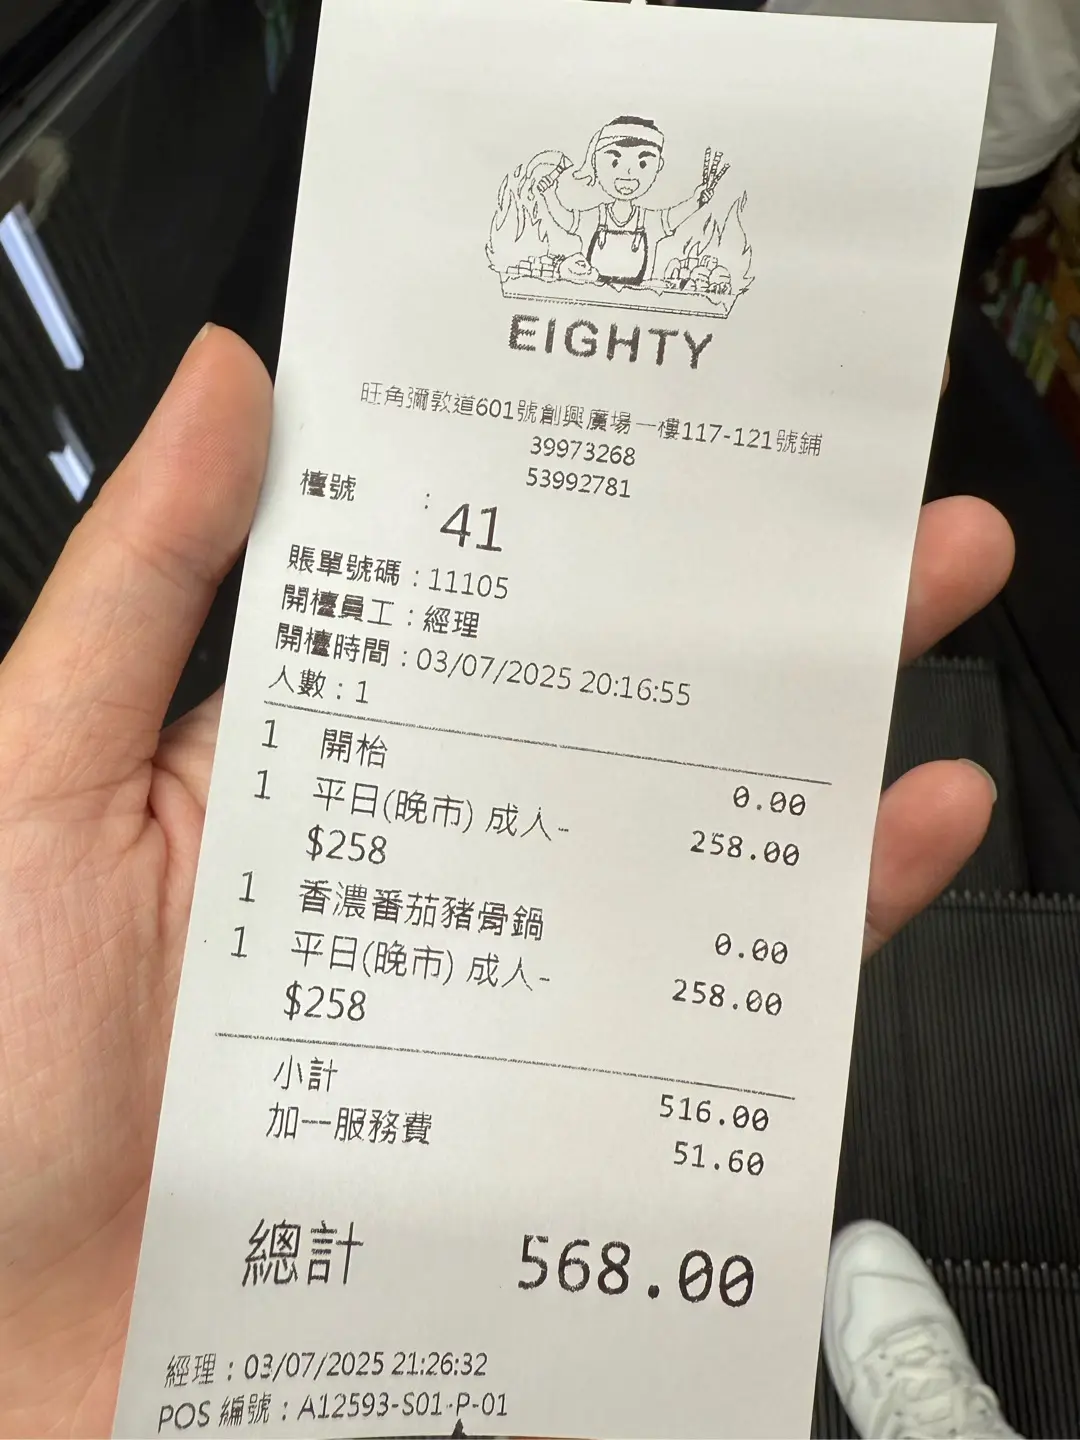 EIGHTY
旺角彌敦道601號創興廣場一樓117-121號鋪
39973268
53992781
檯號 : 41
賬單號碼 : 11105
開檯員工 : 經理
開檯時間 : 03/07/2025 20:16:55
人數 : 1
1 開枱 0.00
1 平日(晚市) 成人- 258.00
$258
1 香濃番茄豬骨鍋 0.00
1 平日(晚市) 成人- 258.00
$258
小計 516.00
加一服務費 51.60
總計 568.00
經理 : 03/07/2025 21:26:32
POS 編號 : A12593-S01-P-01